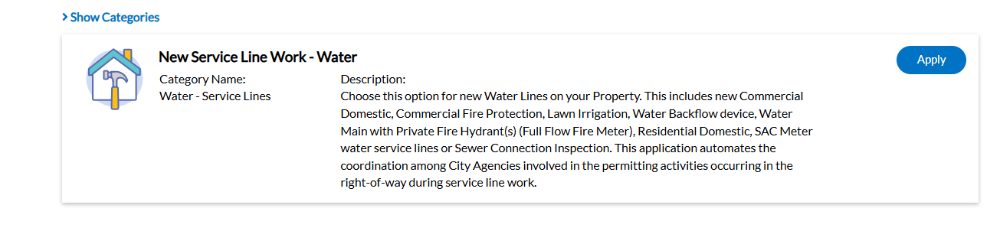 Show Categories
New Service Line Work - Water
Apply
Category Name:
Water - Service Lines
Description:
Choose this option for new Water Lines on your Property. This includes new Commercial
Domestic, Commercial Fire Protection, Lawn Irrigation, Water Backflow device, Water
Main with Private Fire Hydrant(s) (Full Flow Fire Meter), Residential Domestic, SAC Meter
water service lines or Sewer Connection Inspection. This application automates the
coordination among City Agencies involved in the permitting activities occurring in the
right-of-way during service line work.